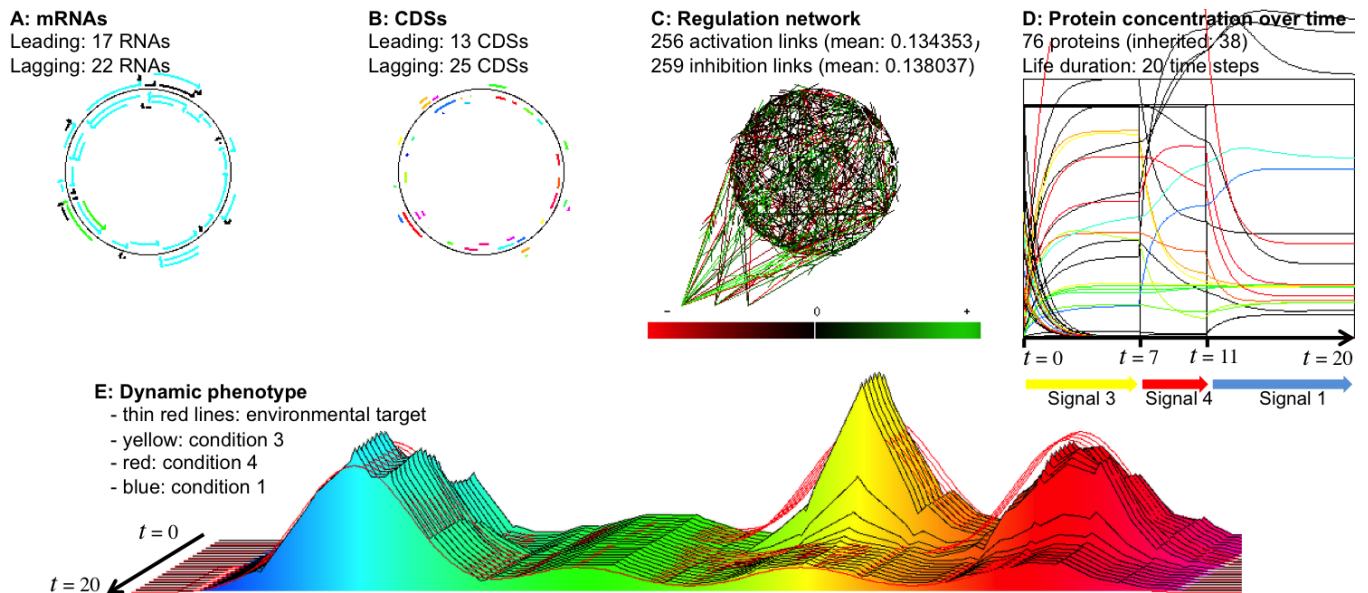 A: mRNAs
Leading: 17 RNAs
Lagging: 22 RNAs
B: CDSs
Leading: 13 CDSs
Lagging: 25 CDSs
C: Regulation network
256 activation links (mean: 0.134353)
259 inhibition links (mean: 0.138037)
− 0 +
D: Protein concentration over time
76 proteins (inherited: 38)
Life duration: 20 time steps
t = 0 t = 7 t = 11 t = 20
Signal 3 Signal 4 Signal 1
E: Dynamic phenotype
- thin red lines: environmental target
- yellow: condition 3
- red: condition 4
- blue: condition 1
t = 0
t = 20